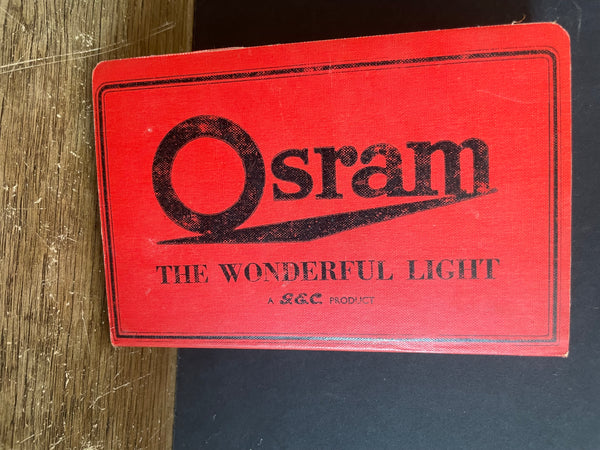 Osram
THE WONDERFUL LIGHT
A G.E.C. PRODUCT